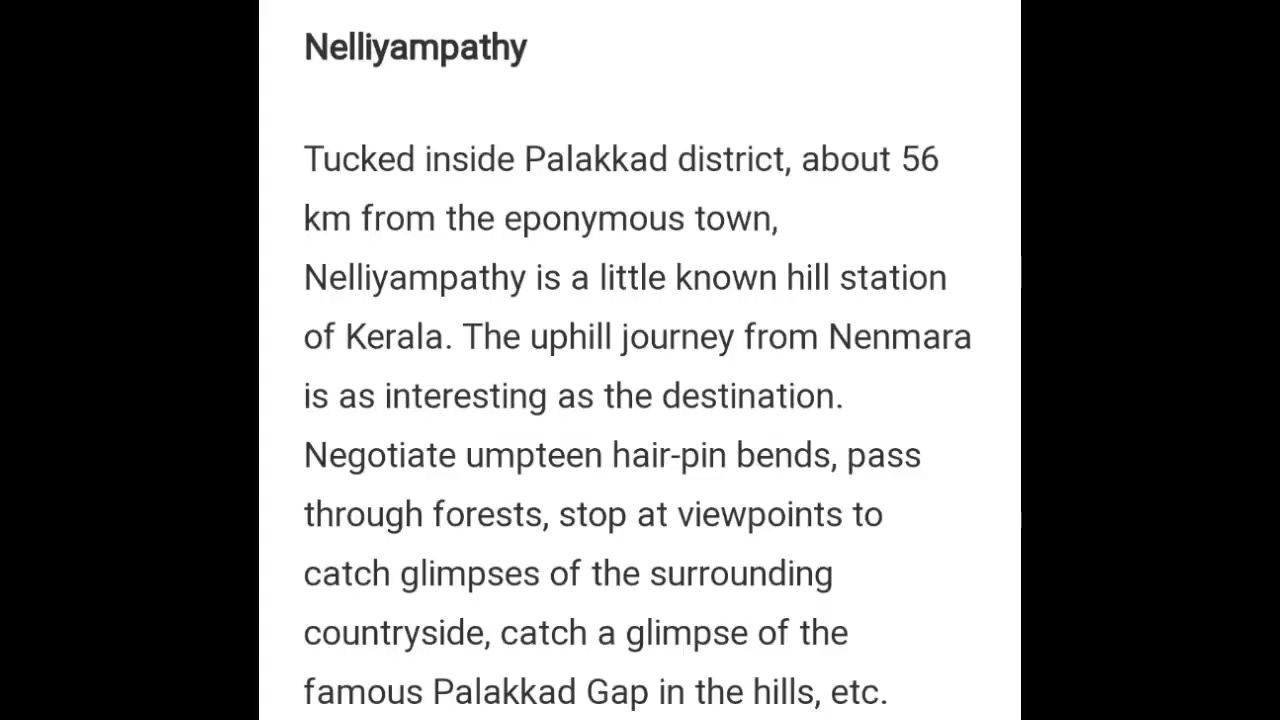 Nelliyampathy
Tucked inside Palakkad district, about 56
km from the eponymous town,
Nelliyampathy is a little known hill station
of Kerala. The uphill journey from Nenmara
is as interesting as the destination.
Negotiate umpteen hair-pin bends, pass
through forests, stop at viewpoints to
catch glimpses of the surrounding
countryside, catch a glimpse of the
famous Palakkad Gap in the hills, etc.